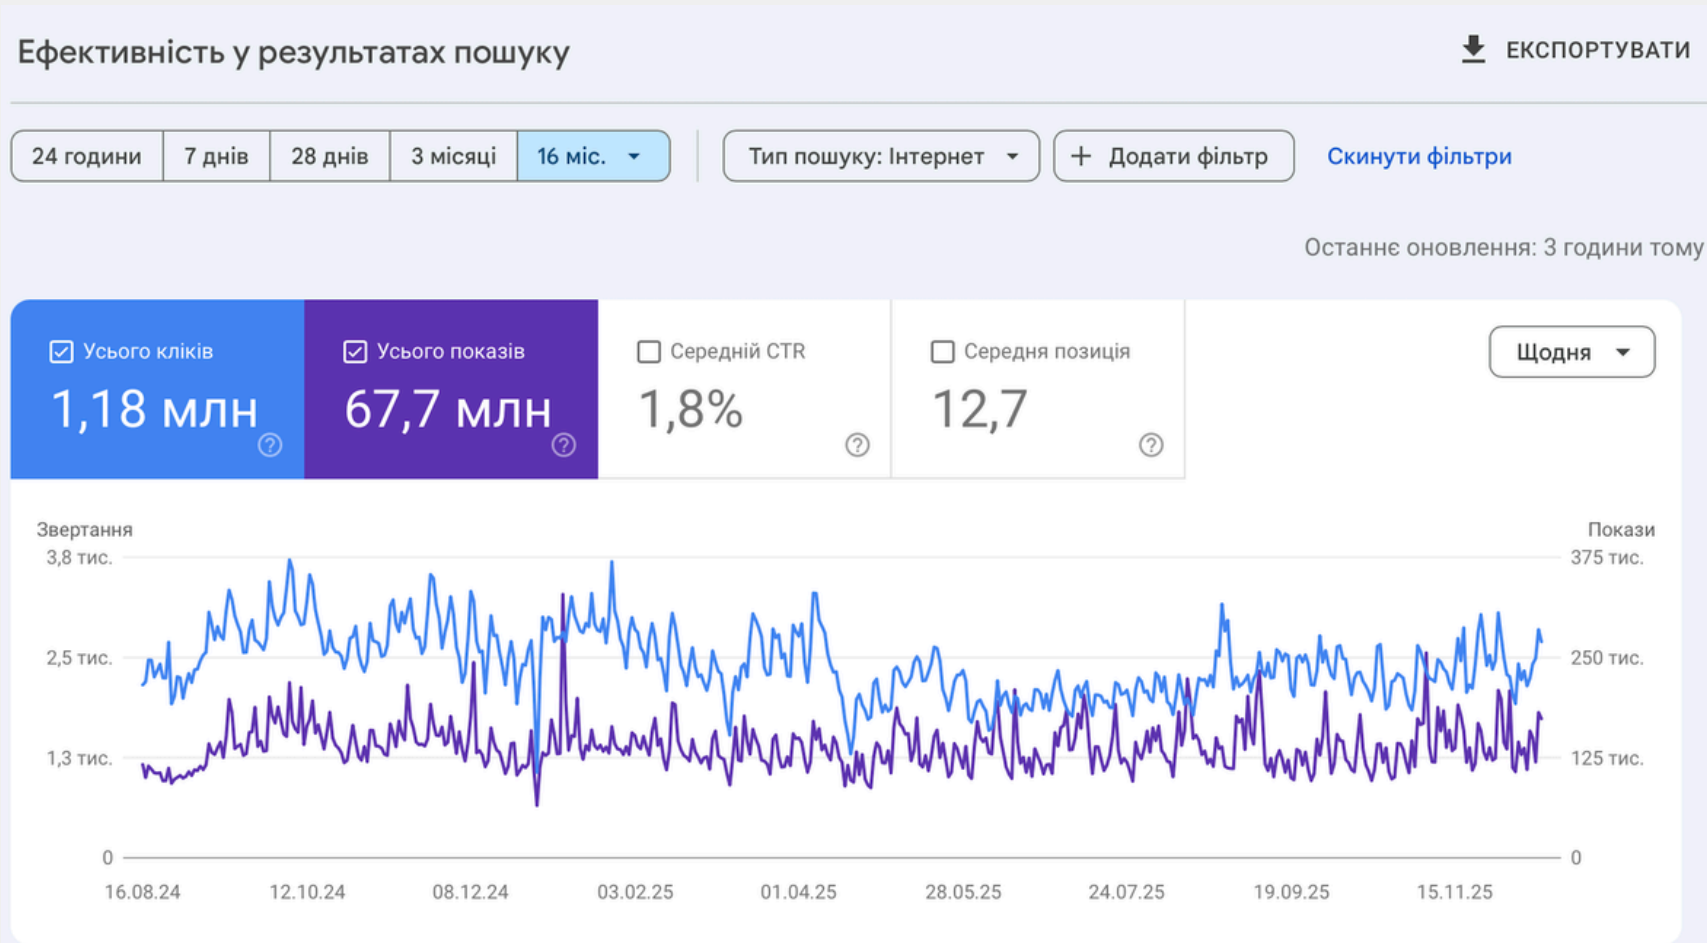 Ефективність у результатах пошуку
ЕКСПОРТУВАТИ
24 години 7 днів 28 днів 3 місяці 16 міс. Тип пошуку: Інтернет Додати фільтр Скинути фільтри
Останнє оновлення: 3 години тому
Усього кліків Усього показів Середній CTR Середня позиція Щодня
1,18 млн 67,7 млн 1,8% 12,7
Звертання Покази
3,8 тис. 375 тис.
2,5 тис. 250 тис.
1,3 тис. 125 тис.
0 0
16.08.24 12.10.24 08.12.24 03.02.25 01.04.25 28.05.25 24.07.25 19.09.25 15.11.25